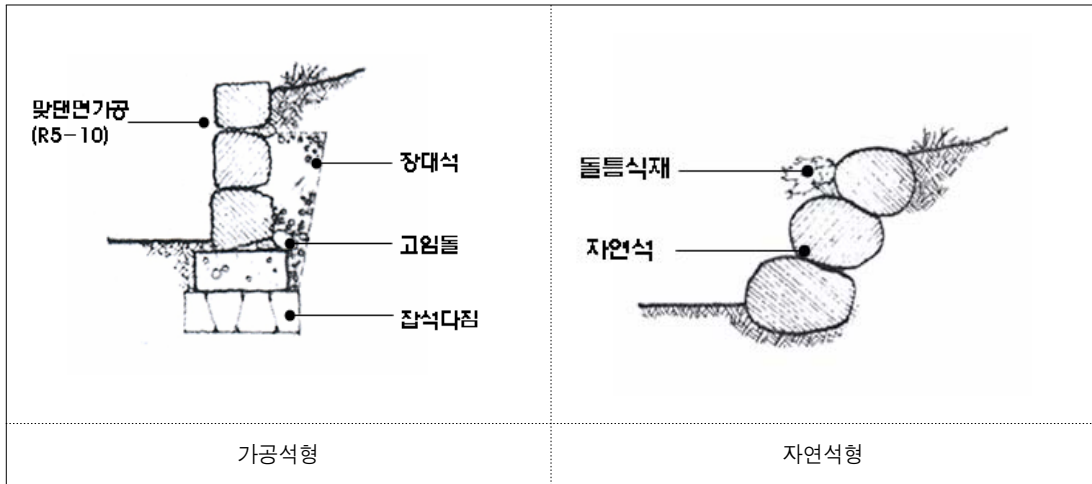 맞댄면가공
(R5-10)
장대석
고임돌
잡석다짐
돌틈식재
자연석
가공석형
자연석형